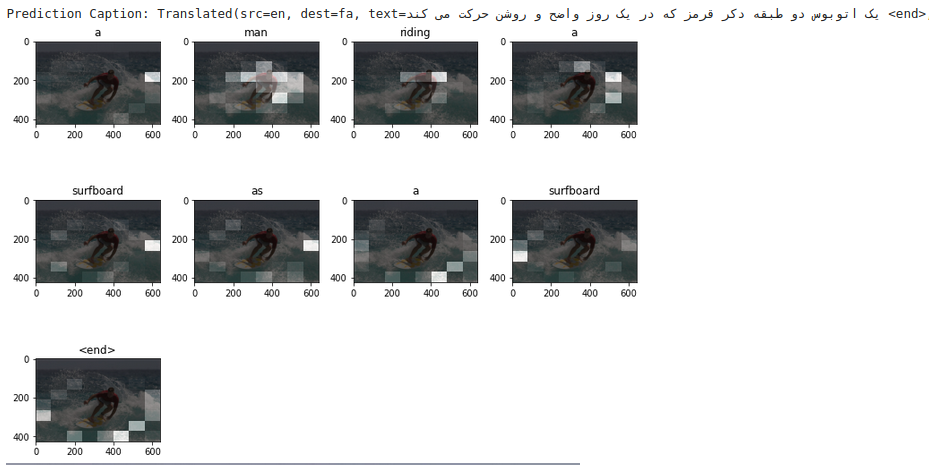 Prediction Caption: Translated(src=en, dest=fa, text=یک اتوبوس دو طبقه دکر قرمز که در یک روز واضح و روشن حرکت می کند <end>,
a man riding a
0 0 0 0
200 200 200 200
400 400 400 400
0 200 400 600 0 200 400 600 0 200 400 600 0 200 400 600
surfboard as a surfboard
0 0 0 0
200 200 200 200
400 400 400 400
0 200 400 600 0 200 400 600 0 200 400 600 0 200 400 600
<end>
0
200
400
0 200 400 600